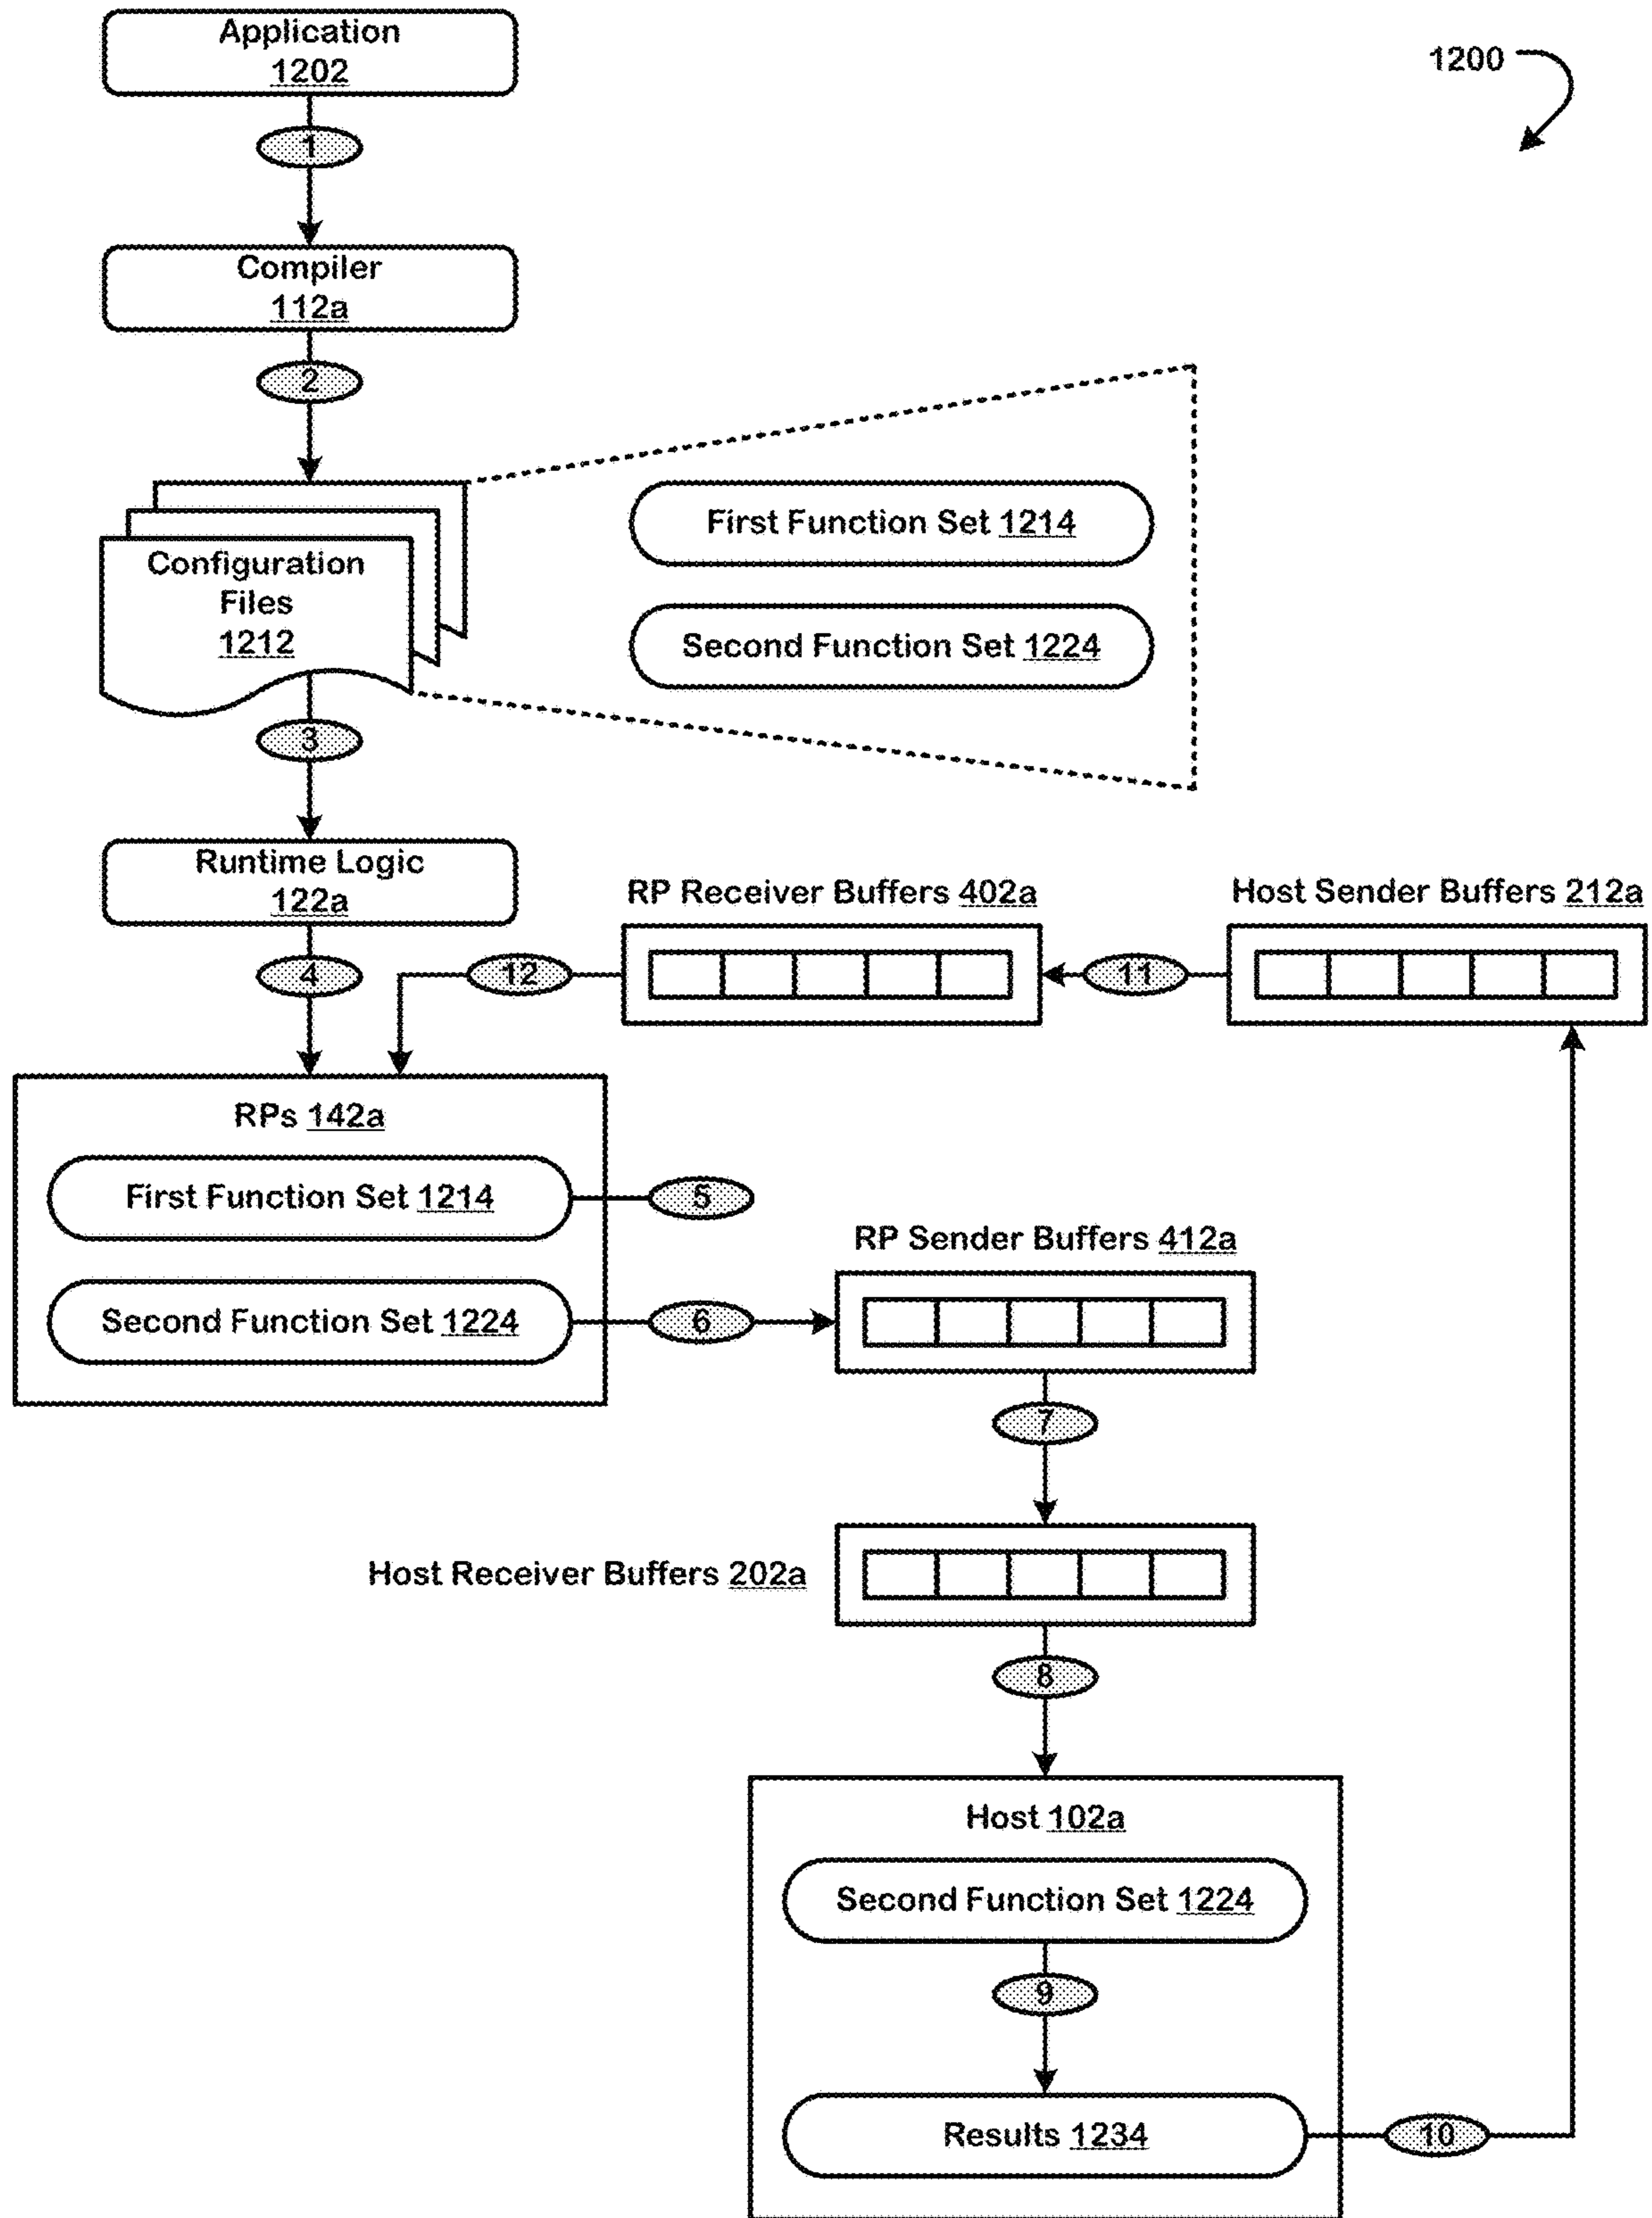 Application
1202
1200
1
Compiler
112a
2
First Function Set 1214
Configuration
Files
1212
Second Function Set 1224
3
Runtime Logic
122a
RP Receiver Buffers 402a
Host Sender Buffers 212a
4
12
11
RPs 142a
First Function Set 1214
5
RP Sender Buffers 412a
Second Function Set 1224
6
7
Host Receiver Buffers 202a
8
Host 102a
Second Function Set 1224
9
Results 1234
10